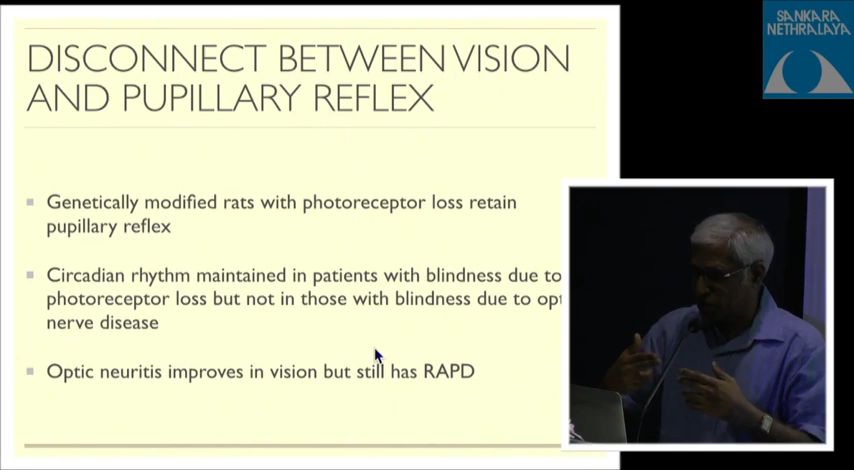 DISCONNECT BETWEEN VISION
AND PUPILLARY REFLEX
Genetically modified rats with photoreceptor loss retain
pupillary reflex
Circadian rhythm maintained in patients with blindness due to
photoreceptor loss but not in those with blindness due to
nerve disease
Optic neuritis improves in vision but still has RAPD
SANKARA
NETHRALAYA